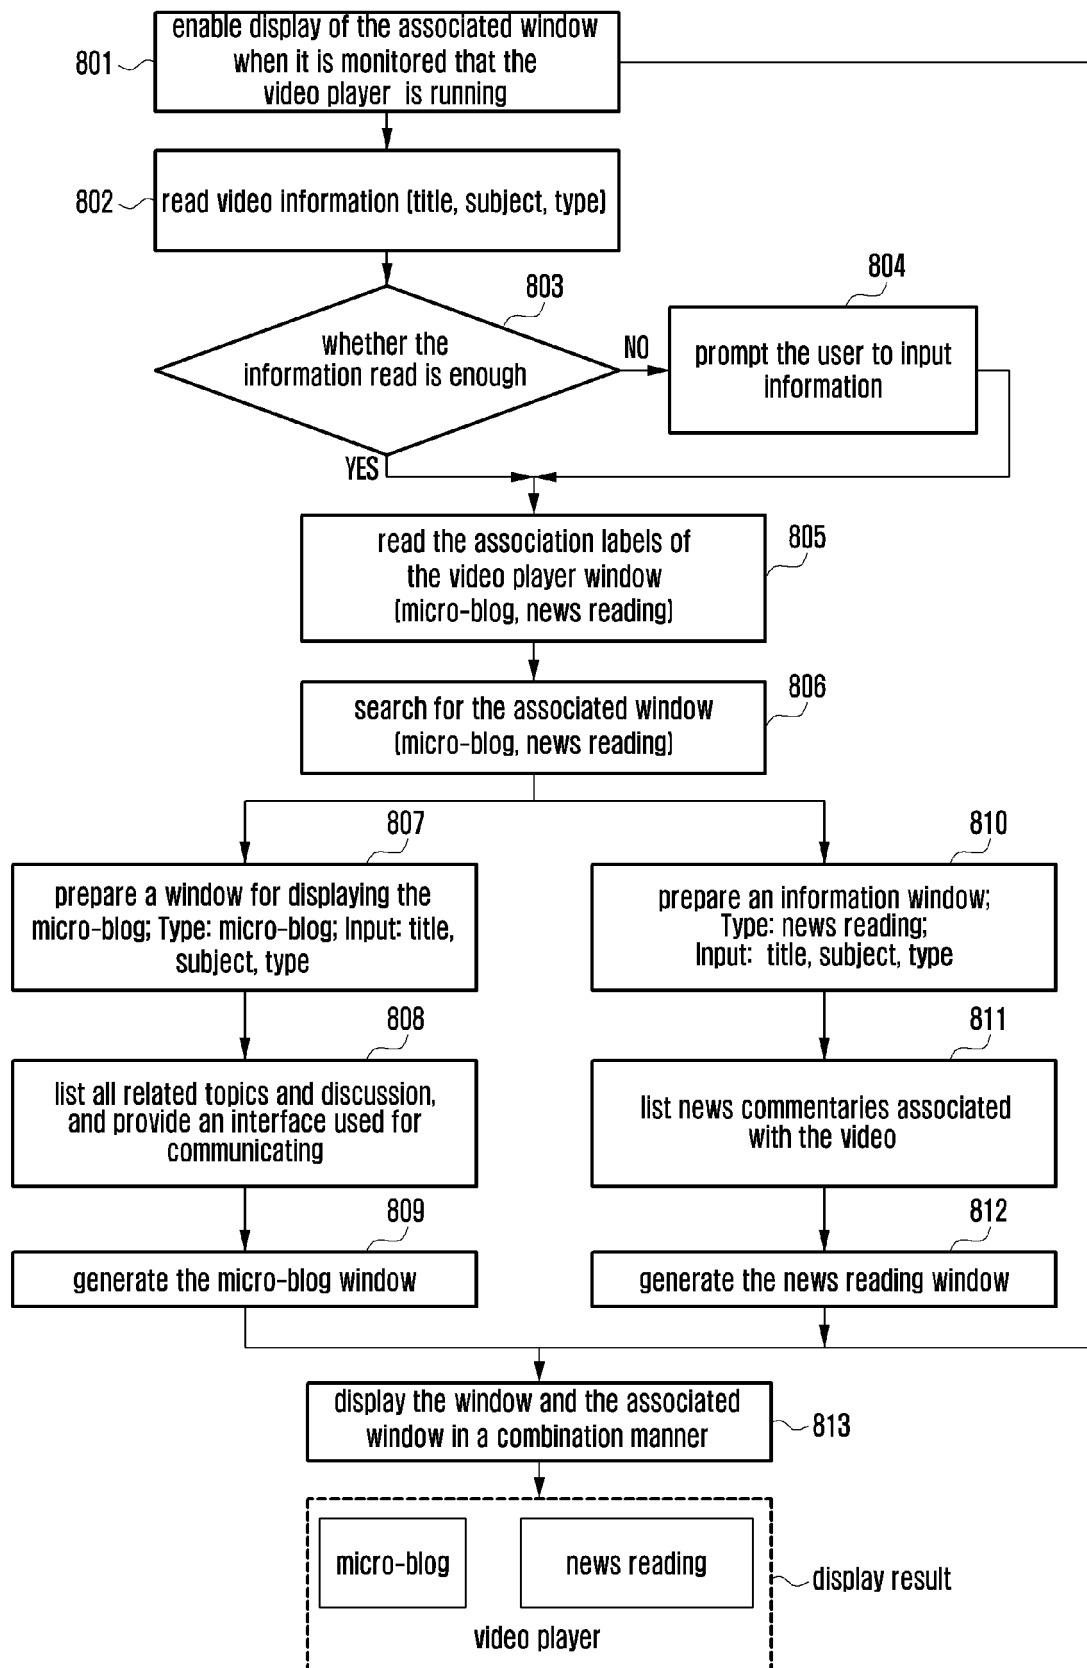 enable display of the associated window
when it is monitored that the
video player is running
801
802
read video information (title, subject, type)
803
804
whether the
information read is enough
NO
prompt the user to input
information
YES
read the association labels of
the video player window
(micro-blog, news reading)
805
search for the associated window
(micro-blog, news reading)
806
807
810
prepare a window for displaying the
micro-blog; Type: micro-blog; Input: title,
subject, type
prepare an information window;
Type: news reading;
Input: title, subject, type
808
811
list all related topics and discussion,
and provide an interface used for
communicating
list news commentaries associated
with the video
809
812
generate the micro-blog window
generate the news reading window
display the window and the associated
window in a combination manner
813
micro-blog
news reading
display result
video player